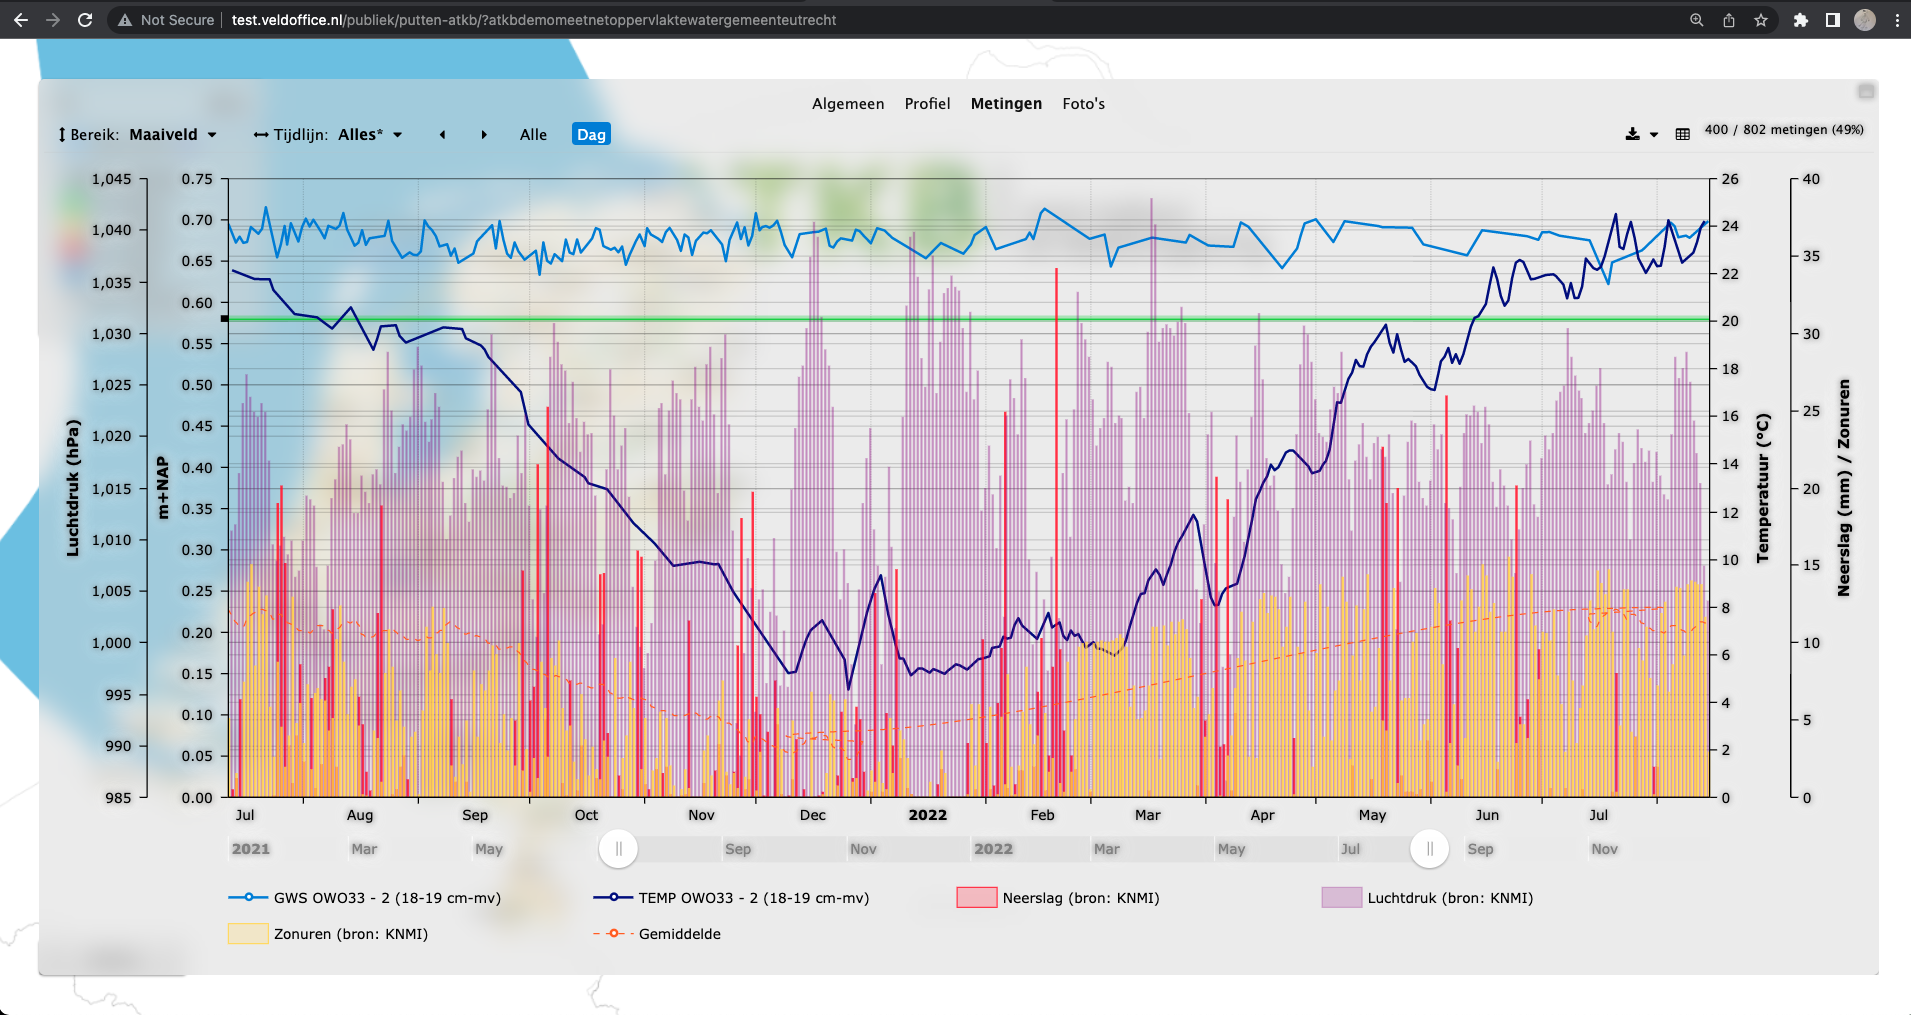 Not Secure | test.veldoffice.nl/publiek/putten-atkb/?atkbdemomeetnetoppervlaktewatergemeenteutrecht
Algemeen Profiel Metingen Foto's
Bereik: Maaiveld Tijdlijn: Alles* Alle Dag 400 / 802 metingen (49%)
1,045 0.75 26 40
1,040 0.70 24
1,035 0.65 22 35
1,030 0.60 20 30
0.55
1,025 0.50 18
0.45 16 25
1,020 0.40 14
1,015 0.35 12 20
1,010 0.30 10 15
1,005 0.25 8
1,000 0.20 6 10
995 0.15 4
990 0.10 2 5
0.05
985 0.00 0 0
Luchtdruk (hPa)
m+NAP
Temperatuur (°C)
Neerslag (mm) / Zonuren
Jul Aug Sep Oct Nov Dec 2022 Feb Mar Apr May Jun Jul
2021 Mar May Sep Nov 2022 Mar May Jul Sep Nov
GWS OWO33 - 2 (18-19 cm-mv) TEMP OWO33 - 2 (18-19 cm-mv) Neerslag (bron: KNMI) Luchtdruk (bron: KNMI)
Zonuren (bron: KNMI) Gemiddelde